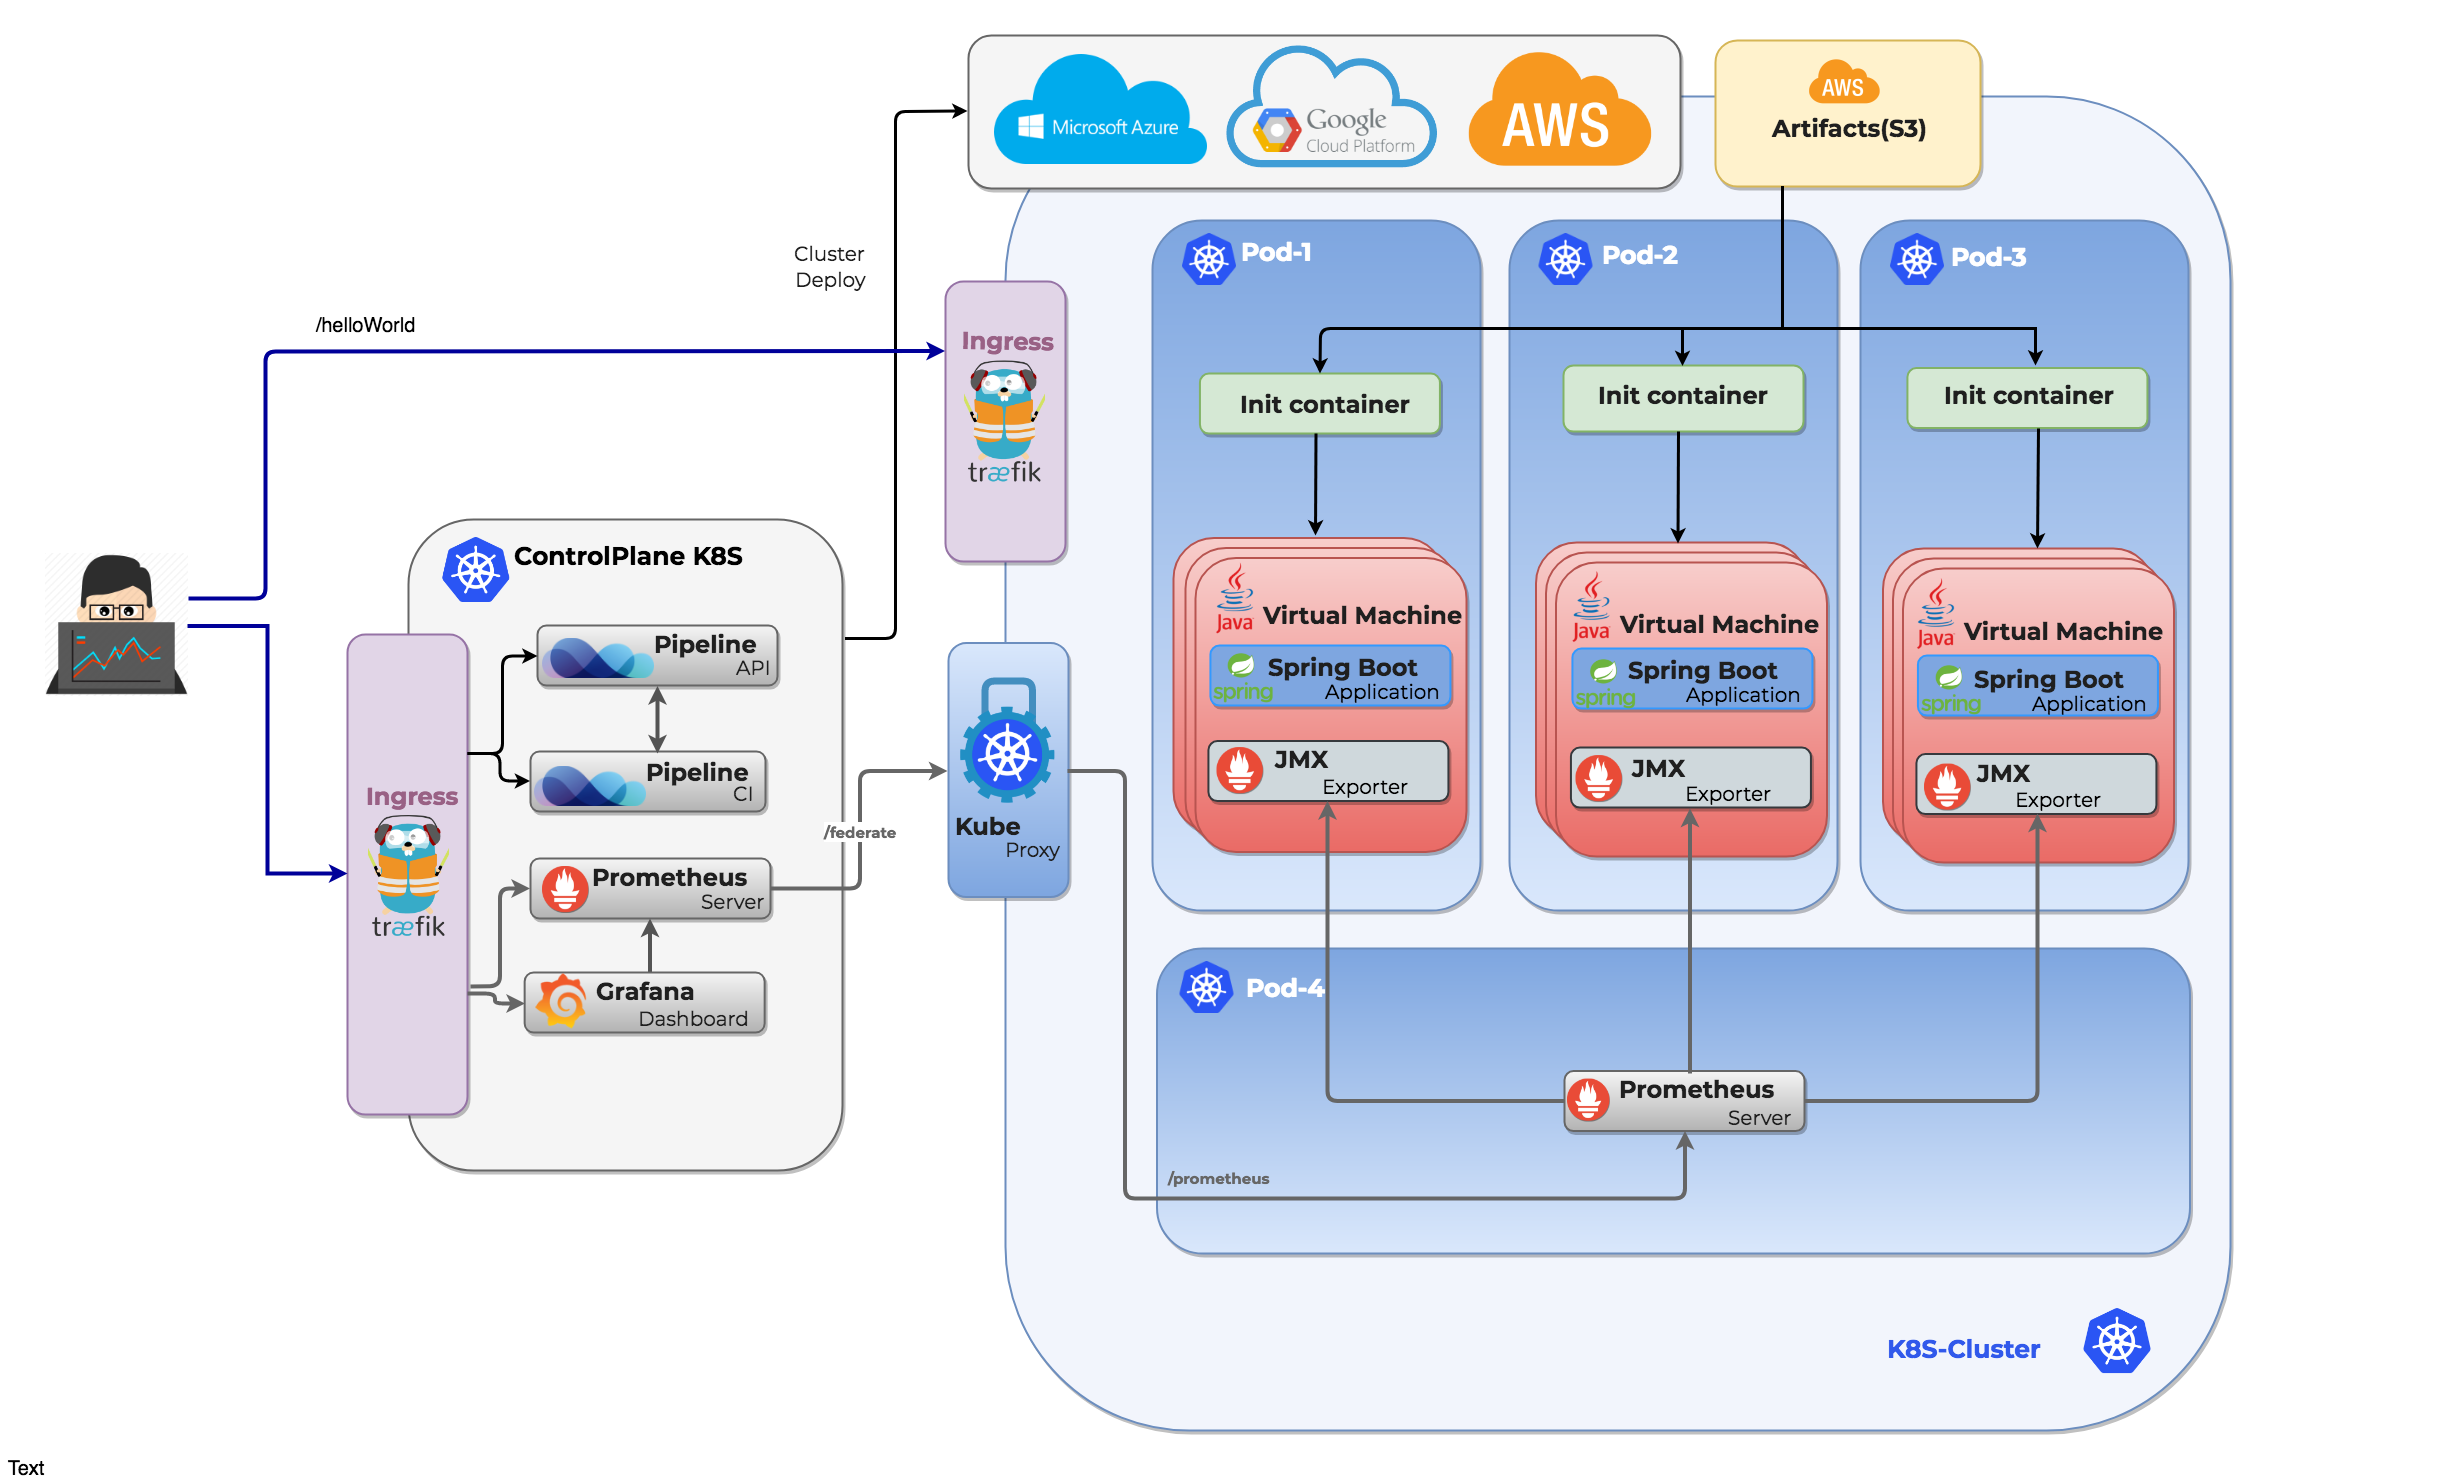 Microsoft Azure
Google
Cloud Platform
AWS
AWS
Artifacts(S3)
Cluster
Deploy
/helloWorld
Ingress
træfik
Pod-1
Init container
Java
Virtual Machine
spring
Spring Boot
Application
JMX
Exporter
Pod-2
Init container
Java
Virtual Machine
spring
Spring Boot
Application
JMX
Exporter
Pod-3
Init container
Java
Virtual Machine
spring
Spring Boot
Application
JMX
Exporter
ControlPlane K8S
Ingress
træfik
Pipeline
API
Pipeline
CI
Prometheus
Server
Grafana
Dashboard
/federate
Kube
Proxy
Pod-4
Prometheus
Server
/prometheus
K8S-Cluster
Text